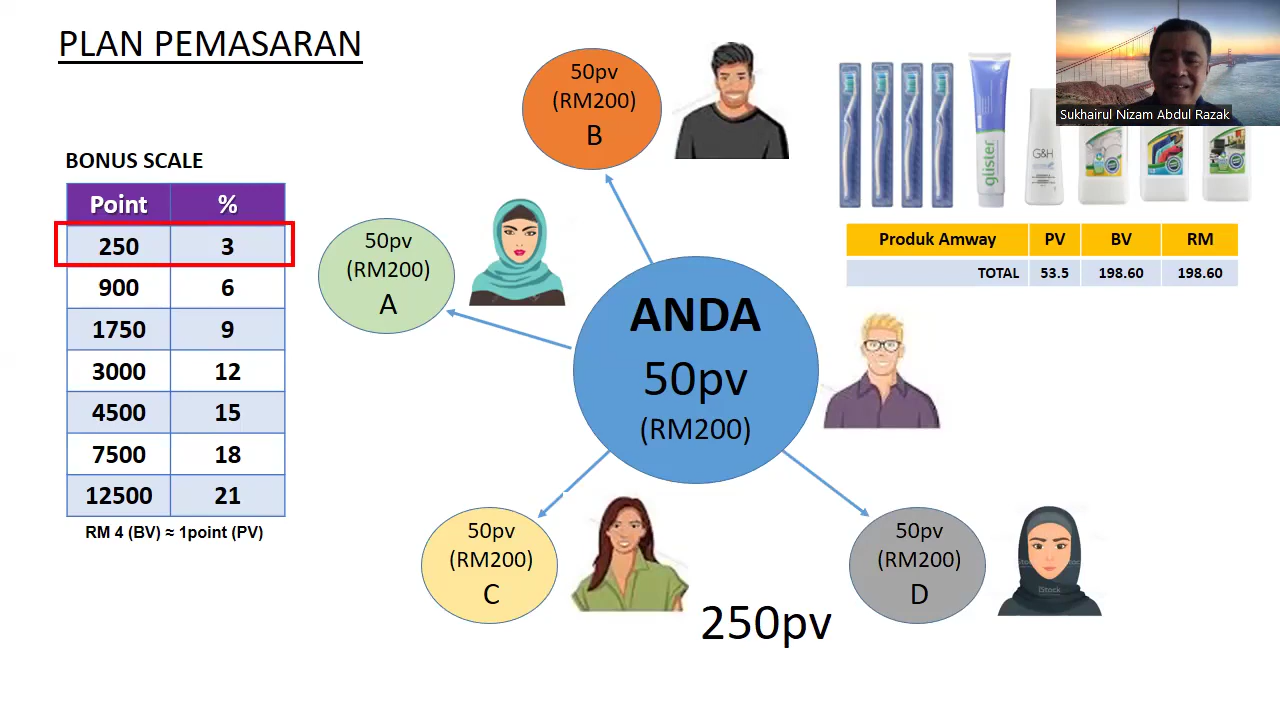 PLAN PEMASARAN
BONUS SCALE
Point %
250 3
900 6
1750 9
3000 12
4500 15
7500 18
12500 21
RM 4 (BV) ≈ 1point (PV)
50pv
(RM200)
B
50pv
(RM200)
A
ANDA
50pv
(RM200)
50pv
(RM200)
C
50pv
(RM200)
D
250pv
glister
G&H
Sukhairul Nizam Abdul Razak
Produk Amway PV BV RM
TOTAL 53.5 198.60 198.60
iStock